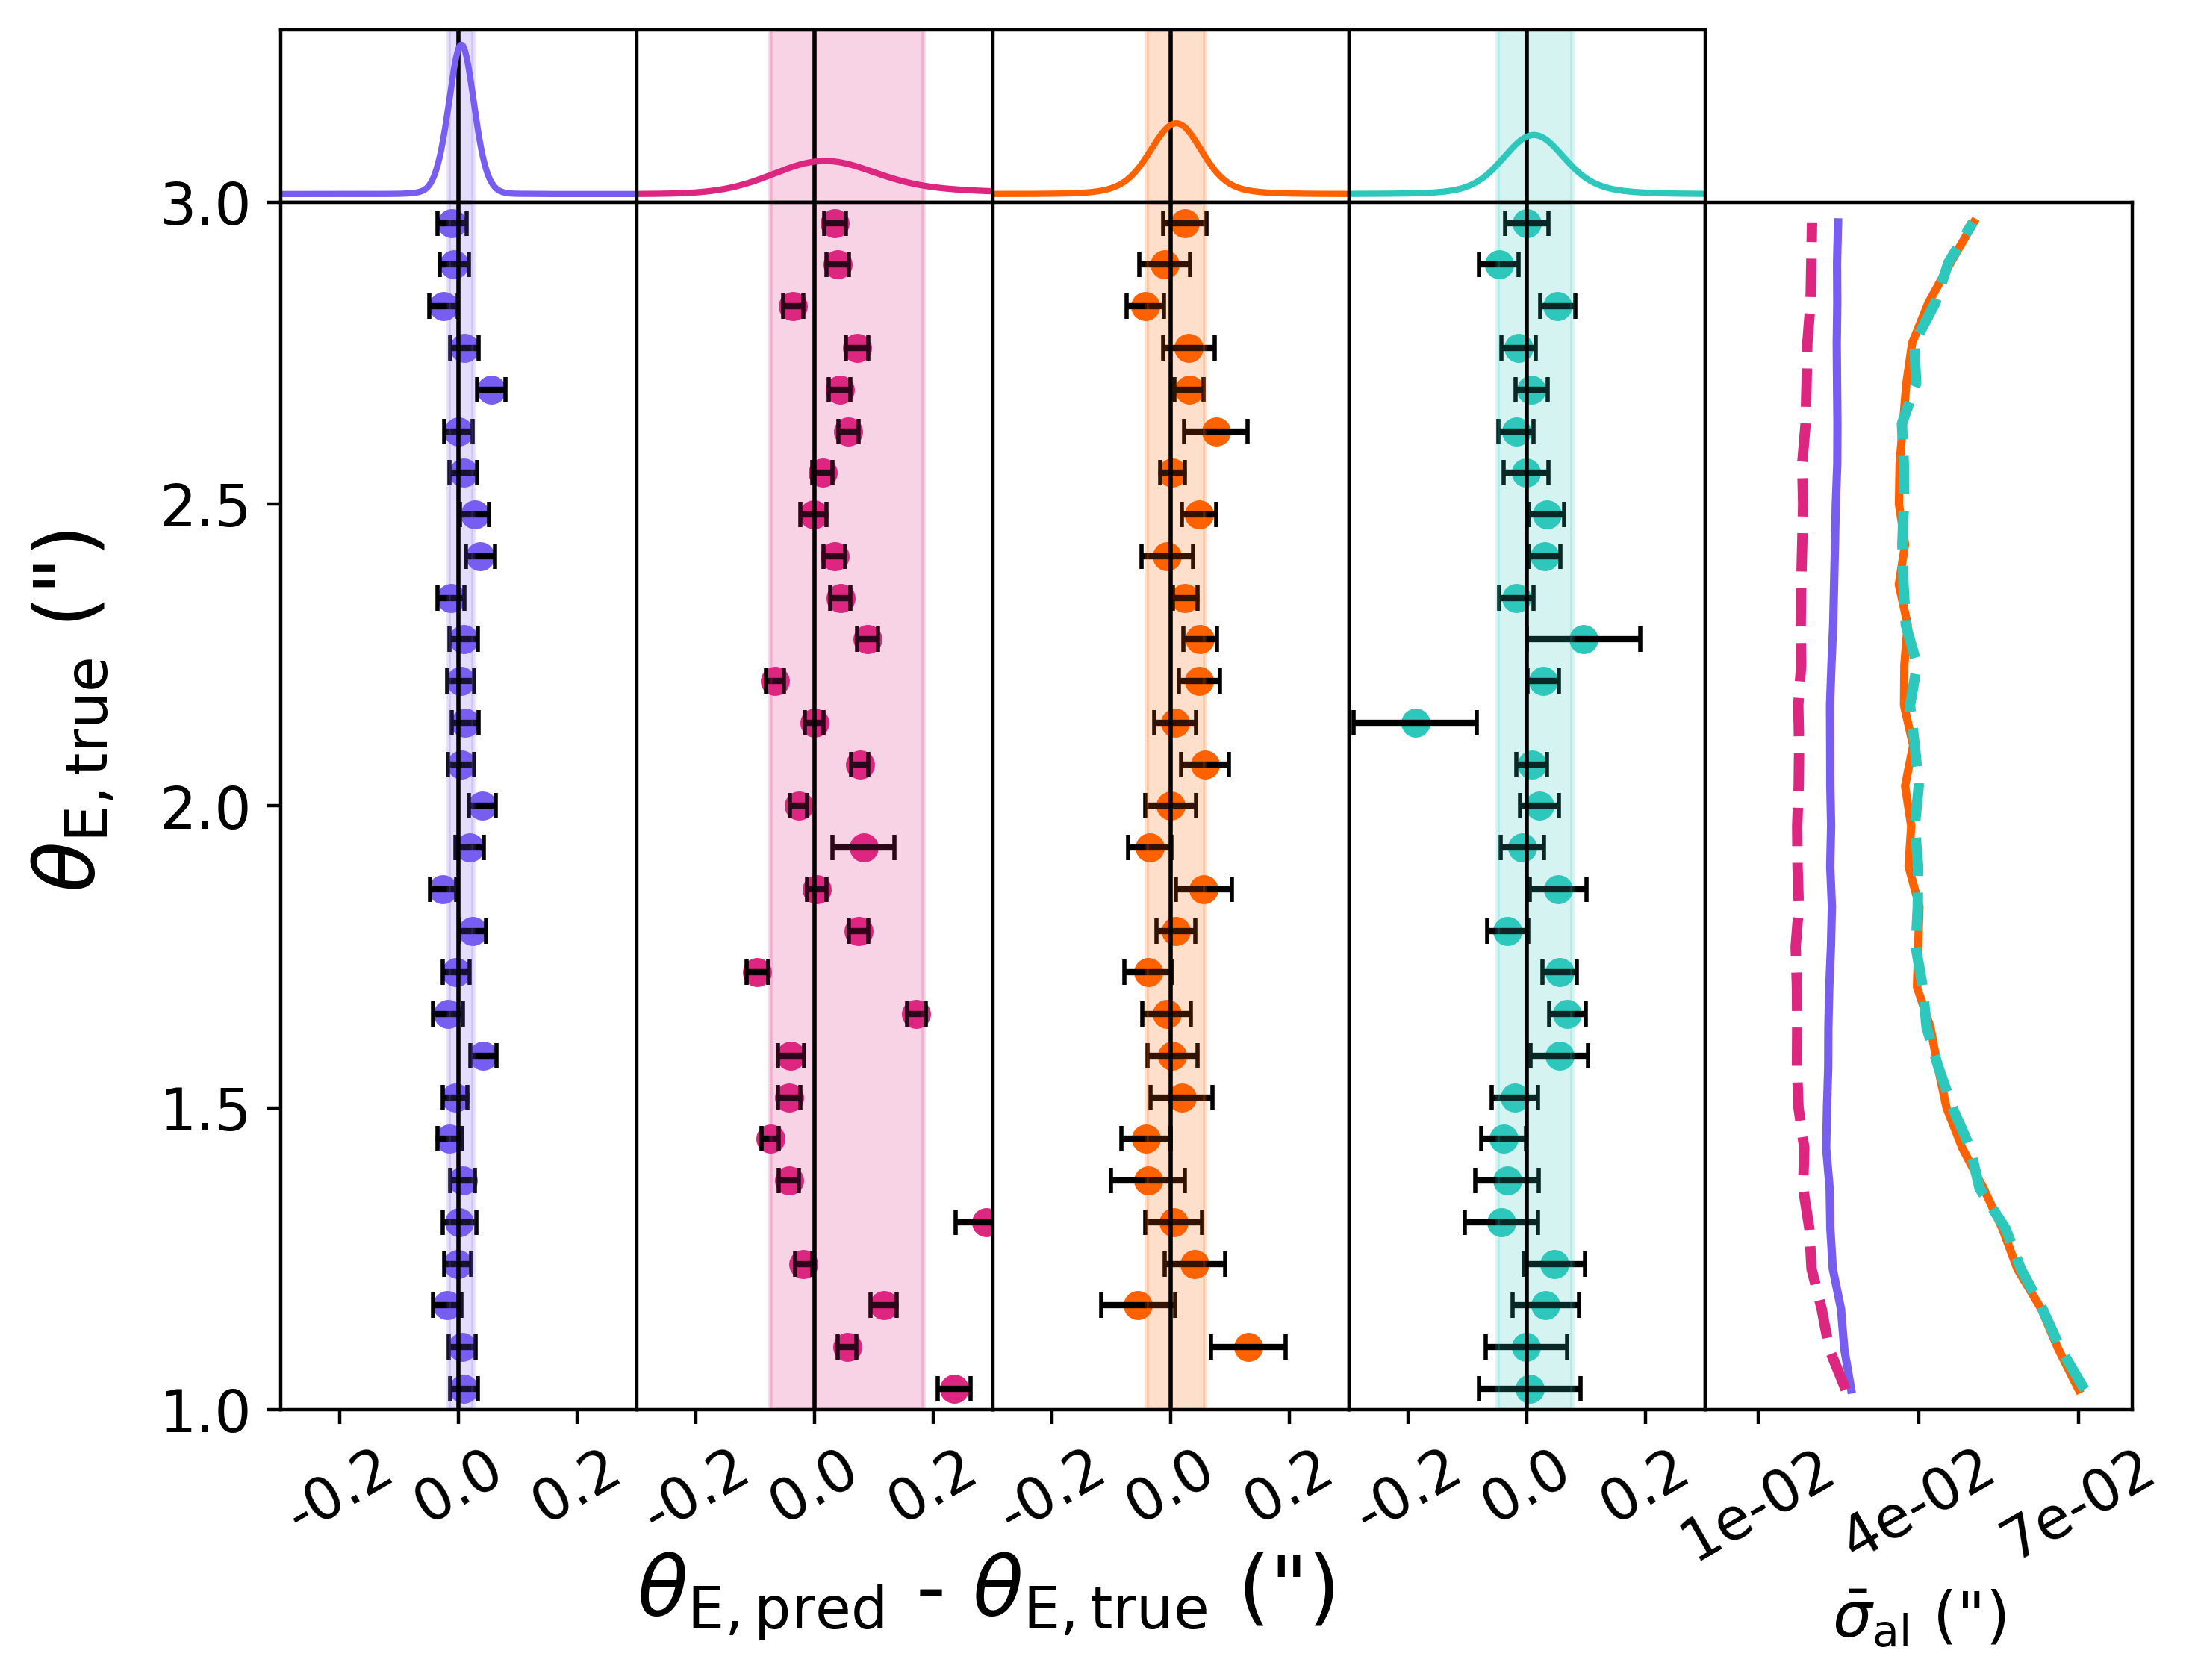 3.0
2.5
2.0
1.5
1.0
θE, true (")
-0.2 0.0 0.2 -0.2 0.0 0.2 -0.2 0.0 0.2 -0.2 0.0 0.2 1e-02 4e-02 7e-02
θE, pred - θE, true (")
σ̄al (")